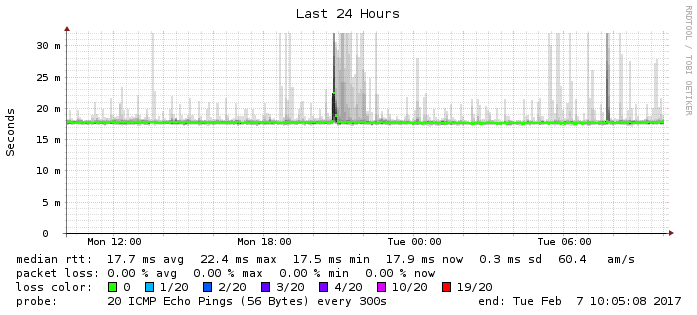 Last 24 Hours
RRDTOOL / TOBI OETIKER
Seconds
30 m
25 m
20 m
15 m
10 m
5 m
0
Mon 12:00 Mon 18:00 Tue 00:00 Tue 06:00
median rtt: 17.7 ms avg 22.4 ms max 17.5 ms min 17.9 ms now 0.3 ms sd 60.4 am/s
packet loss: 0.00 % avg 0.00 % max 0.00 % min 0.00 % now
loss color: 0 1/20 2/20 3/20 4/20 10/20 19/20
probe: 20 ICMP Echo Pings (56 Bytes) every 300s end: Tue Feb 7 10:05:08 2017